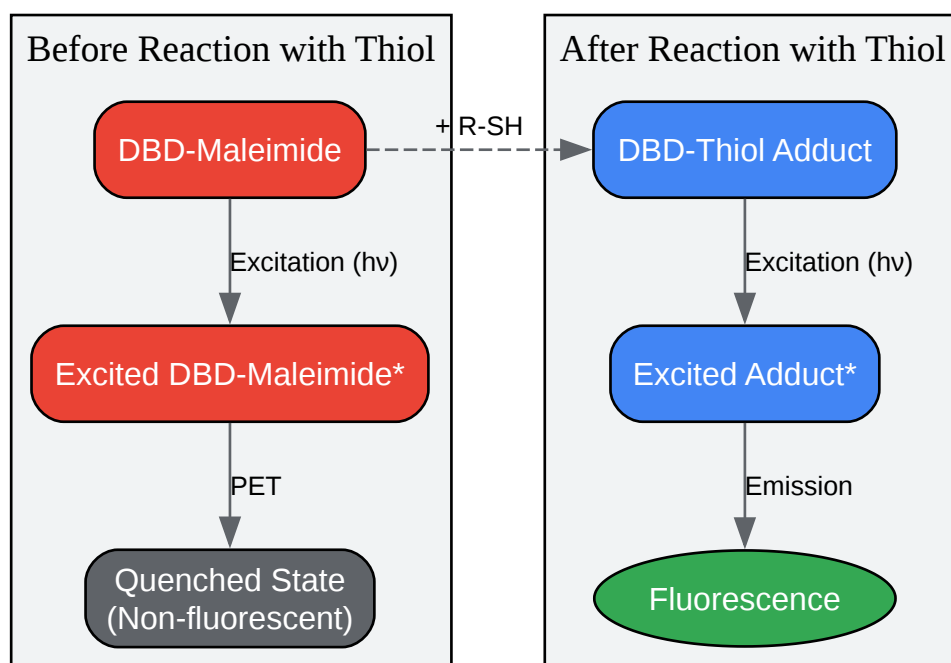 Before Reaction with Thiol
DBD-Maleimide
Excitation (hν)
Excited DBD-Maleimide*
PET
Quenched State
(Non-fluorescent)
+ R-SH
After Reaction with Thiol
DBD-Thiol Adduct
Excitation (hν)
Excited Adduct*
Emission
Fluorescence